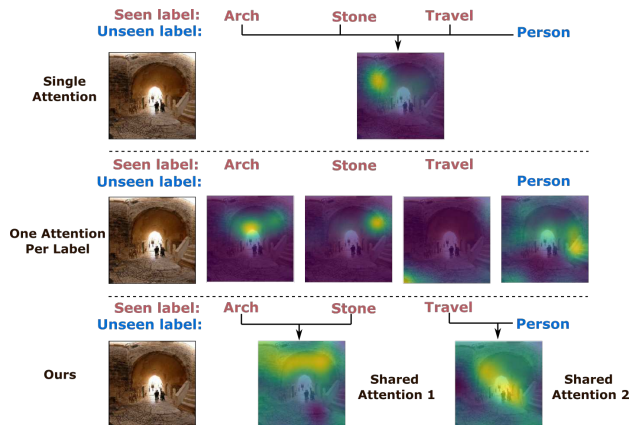 Seen label: Arch Stone Travel
Unseen label: Person
Single
Attention
Seen label: Arch Stone Travel
Unseen label: Person
One Attention
Per Label
Seen label: Arch Stone Travel
Unseen label: Person
Ours
Shared
Attention 1
Shared
Attention 2